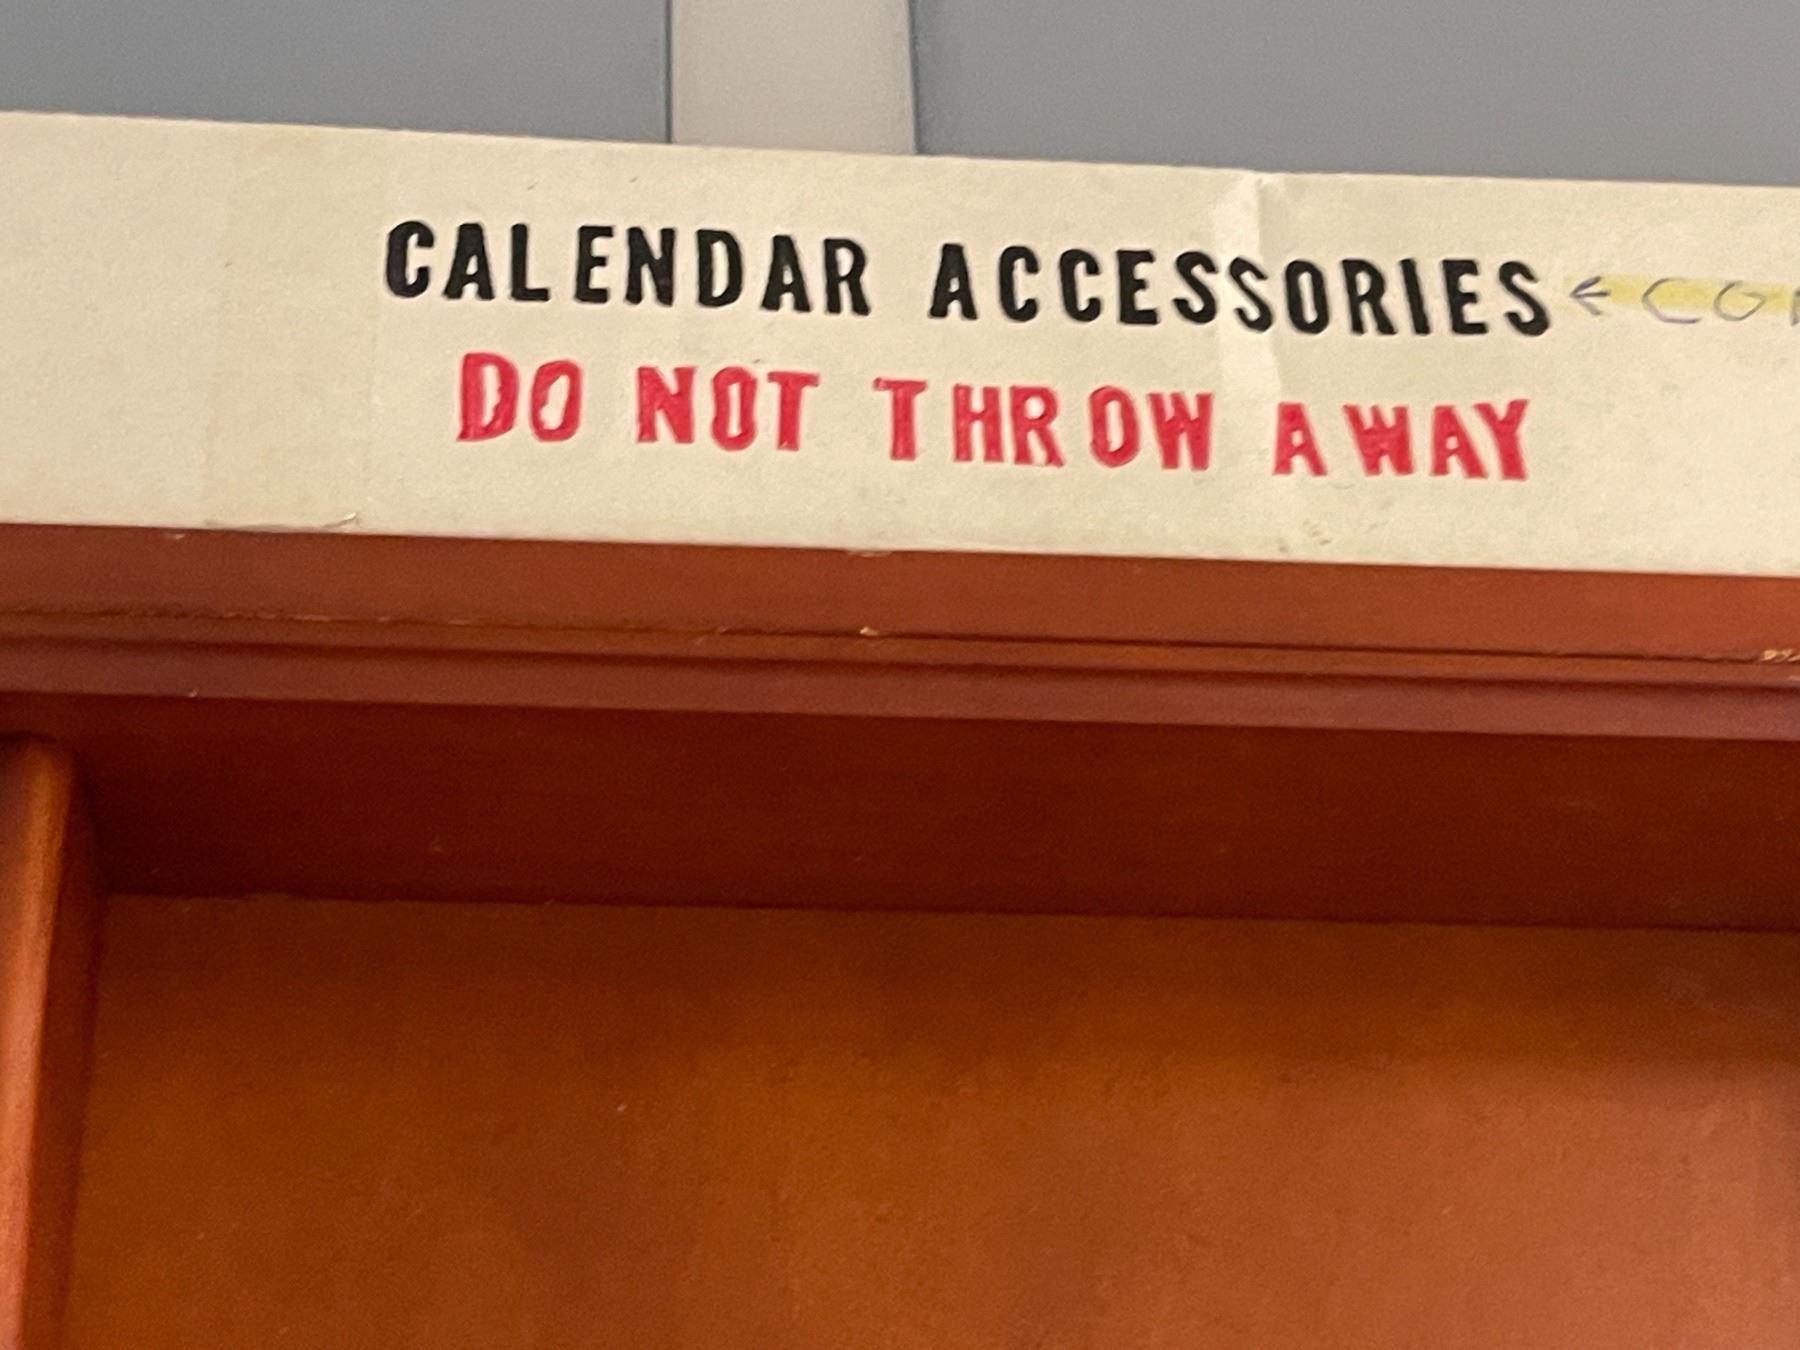 CALENDAR ACCESSORIES ←
DO NOT THROW AWAY